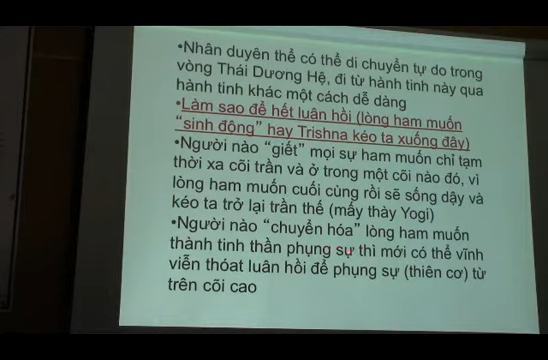 •Nhân duyên thể có thể di chuyển tự do trong
vòng Thái Dương Hệ, đi từ hành tinh này qua
hành tinh khác một cách dễ dàng
•Làm sao để hết luân hồi (lòng ham muốn
“sinh động” hay Trishna kéo ta xuống đây)
•Người nào “giết” mọi sự ham muốn chỉ tạm
thời xa cõi trần và ở trong một cõi nào đó, vì
lòng ham muốn cuối cùng rồi sẽ sống dậy và
kéo ta trở lại trần thế (mấy thày Yogi)
•Người nào “chuyển hóa” lòng ham muốn
thành tinh thần phụng sự thì mới có thể vĩnh
viễn thóat luân hồi để phụng sự (thiên cơ) từ
trên cõi cao